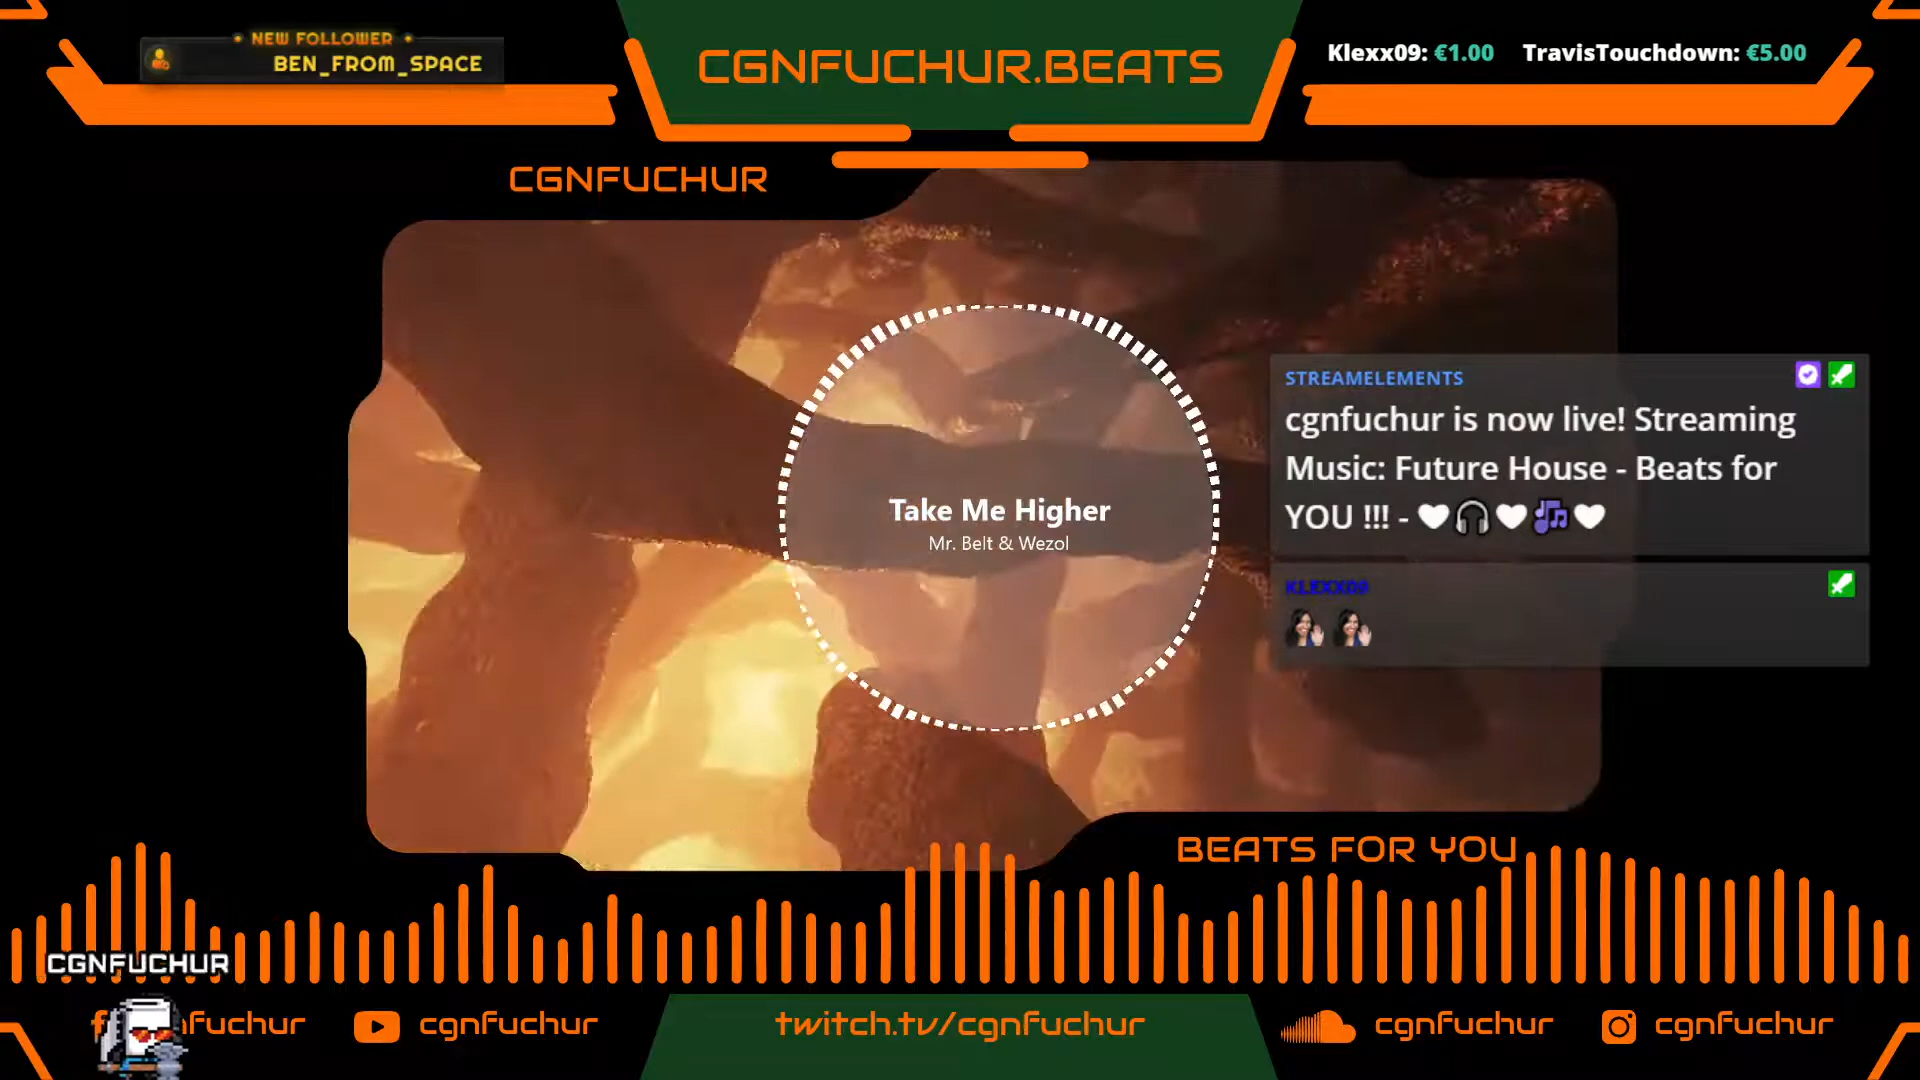 NEW FOLLOWER
BEN_FROM_SPACE
CGNFUCHUR.BEATS
Klexx09: €1.00 TravisTouchdown: €5.00
CGNFUCHUR
Take Me Higher
Mr. Belt & Wezol
STREAMELEMENTS
cgnfuchur is now live! Streaming
Music: Future House - Beats for
YOU !!! - 🤍🎧🤍🎶🤍
KLEXX09
BEATS FOR YOU
CGNFUCHUR
fuchur
cgnfuchur
twitch.tv/cgnfuchur
cgnfuchur
cgnfuchur